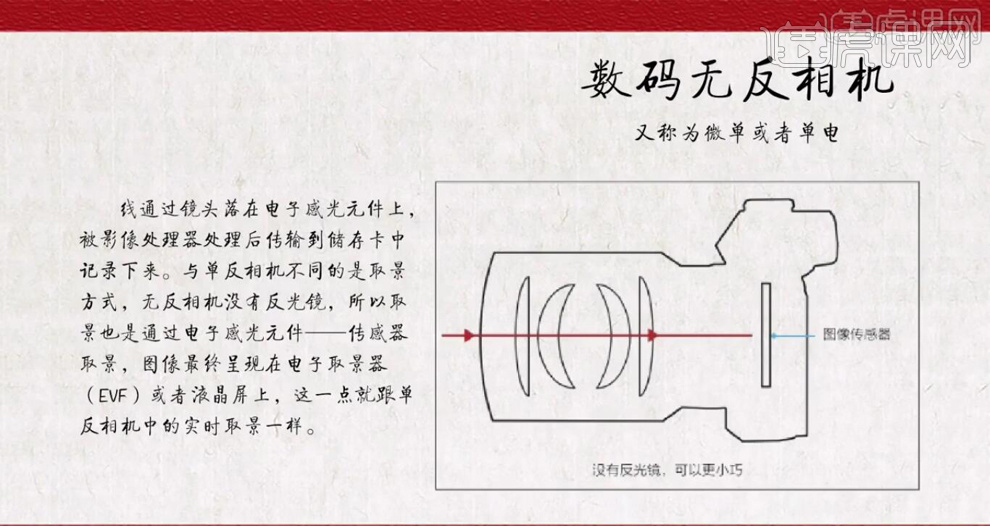 虎课网
数码无反相机
又称为微单或者单电
线通过镜头落在电子感光元件上，
被影像处理器处理后传输到储存卡中
记录下来。与单反相机不同的是取景
方式，无反相机没有反光镜，所以取
景也是通过电子感光元件——传感器
取景，图像最终呈现在电子取景器
（EVF）或者液晶屏上，这一点就跟单
反相机中的实时取景一样。
图像传感器
没有反光镜，可以更小巧